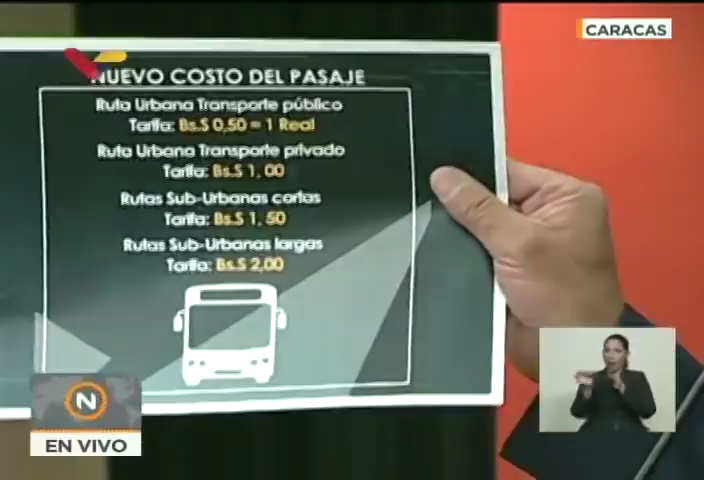 CARACAS
NUEVO COSTO DEL PASAJE
Ruta Urbana Transporte público
Tarifa: Bs.S 0,50 = 1 Real
Ruta Urbana Transporte privado
Tarifa: Bs.S 1, 00
Rutas Sub-Urbanas cortas
Tarifa: Bs.S 1, 50
Rutas Sub-Urbanas largas
Tarifa: Bs.S 2,00
N
EN VIVO